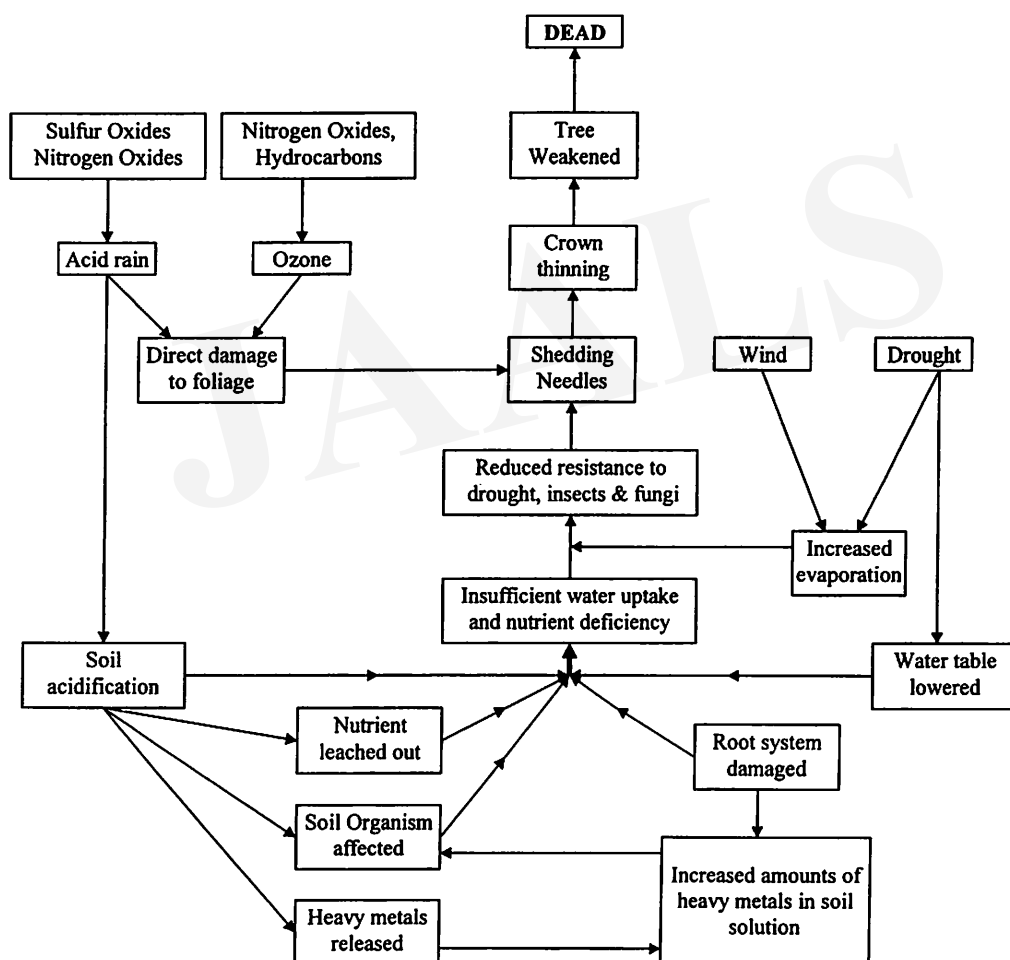 DEAD
Sulfur Oxides
Nitrogen Oxides
Nitrogen Oxides,
Hydrocarbons
Tree
Weakened
Acid rain
Ozone
Crown
thinning
Direct damage
to foliage
Shedding
Needles
Wind
Drought
Reduced resistance to
drought, insects & fungi
Increased
evaporation
Insufficient water uptake
and nutrient deficiency
Soil
acidification
Water table
lowered
Nutrient
leached out
Root system
damaged
Soil Organism
affected
Increased amounts of
heavy metals in soil
solution
Heavy metals
released
JAALS